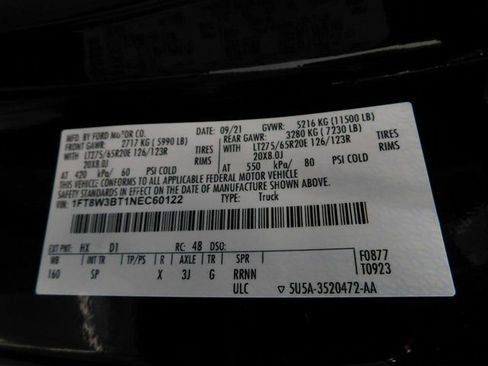 MFD. BY FORD MOTOR CO.
DATE: 09/21 GVWR: 5216 KG (11500 LB)
FRONT GAWR: 2717 KG (5990 LB) REAR GAWR: 3280 KG (7230 LB)
WITH LT275/65R20E 126/123R TIRES WITH LT275/65R20E 126/123R TIRES
20X8.0J RIMS 20X8.0J RIMS
AT 420 kPa/ 60 PSI COLD AT 550 kPa/ 80 PSI COLD
THIS VEHICLE CONFORMS TO ALL APPLICABLE FEDERAL MOTOR VEHICLE
SAFETY STANDARDS IN EFFECT ON THE DATE OF MANUFACTURE SHOWN ABOVE.
VIN: 1FT8W3BT1NEC60122 TYPE: Truck
EXT PNT: HX D1 RC: 48 DSO:
WB INT TR TP/PS R AXLE TR SPR F0877
160 SP X 3J G RRNN T0923
ULC ▽ 5U5A-3520472-AA